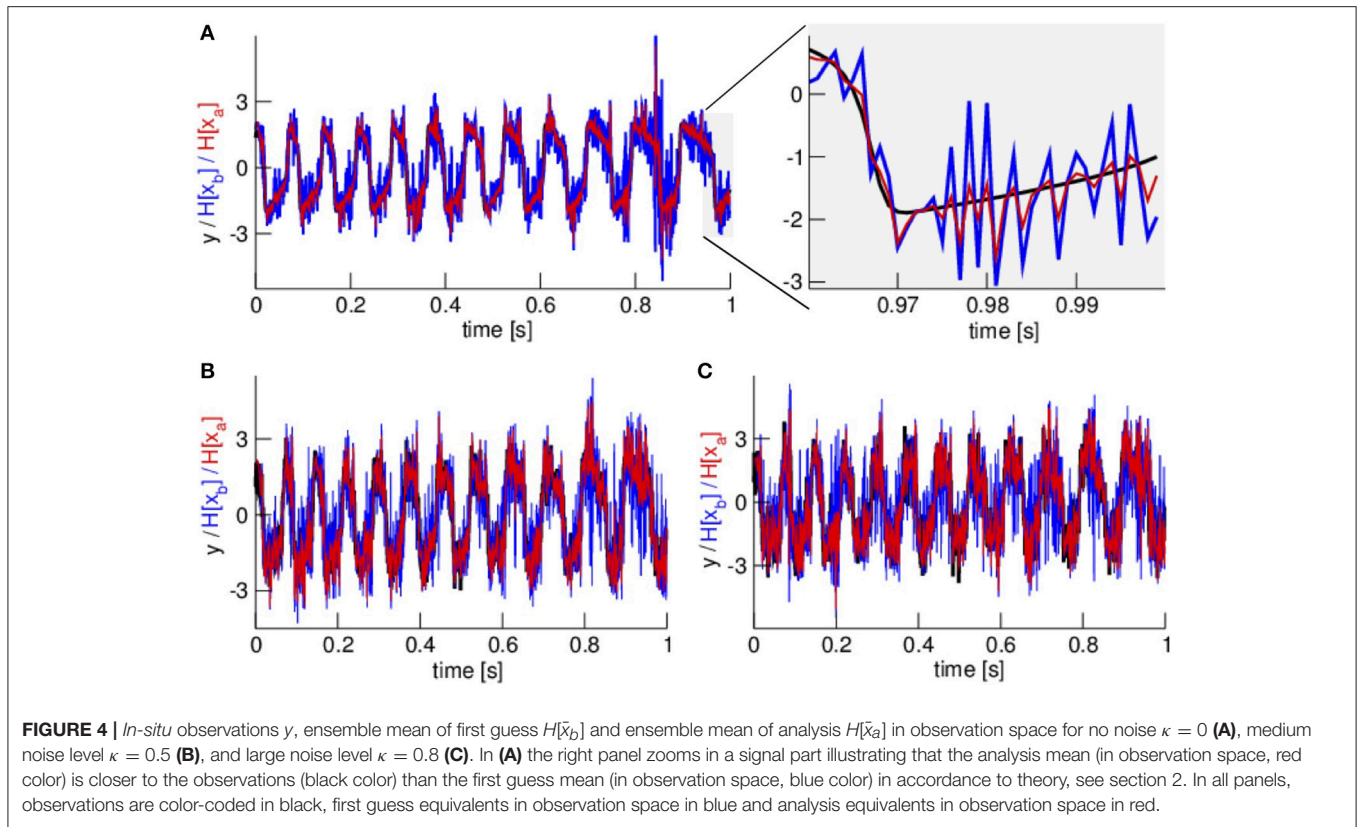 A
y / H[x_b] / H[x_a]
3
0
-3
0
0.2
0.4
0.6
0.8
1
time [s]
0
-1
-2
-3
0.97
0.98
0.99
time [s]
B
y / H[x_b] / H[x_a]
3
0
-3
0
0.2
0.4
0.6
0.8
1
time [s]
C
y / H[x_b] / H[x_a]
3
0
-3
0
0.2
0.4
0.6
0.8
1
time [s]
FIGURE 4 | In-situ observations y, ensemble mean of first guess H[x̄_b] and ensemble mean of analysis H[x̄_a] in observation space for no noise κ = 0 (A), medium
noise level κ = 0.5 (B), and large noise level κ = 0.8 (C). In (A) the right panel zooms in a signal part illustrating that the analysis mean (in observation space, red
color) is closer to the observations (black color) than the first guess mean (in observation space, blue color) in accordance to theory, see section 2. In all panels,
observations are color-coded in black, first guess equivalents in observation space in blue and analysis equivalents in observation space in red.